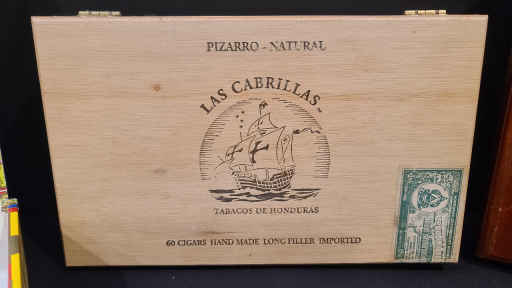 PIZARRO - NATURAL
LAS CABRILLAS
TABACOS DE HONDURAS
60 CIGARS HAND MADE LONG FILLER IMPORTED